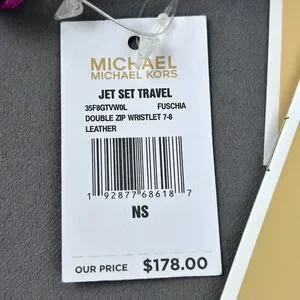 MICHAEL
MICHAEL KORS
JET SET TRAVEL
35F8GTVW0L FUSCHIA
DOUBLE ZIP WRISTLET 7-8
LEATHER
1 92877 68618 7
NS
OUR PRICE $178.00